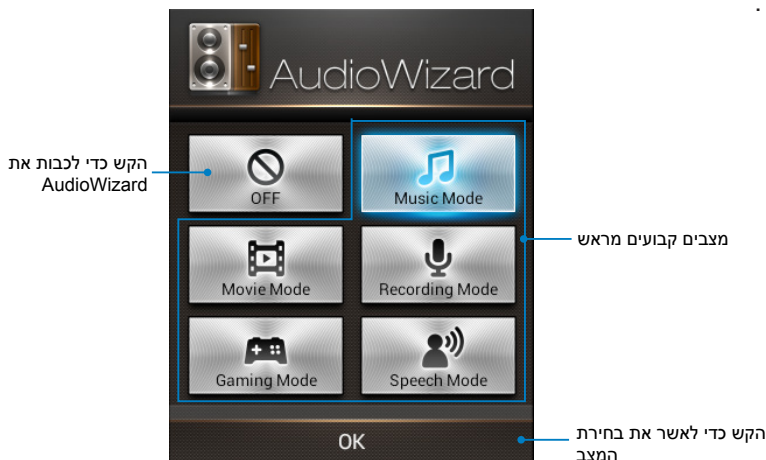 .
AudioWizard
הקש כדי לכבות את
AudioWizard
OFF
Music Mode
מצבים קבועים מראש
Movie Mode
Recording Mode
Gaming Mode
Speech Mode
OK
הקש כדי לאשר את בחירת
המצב